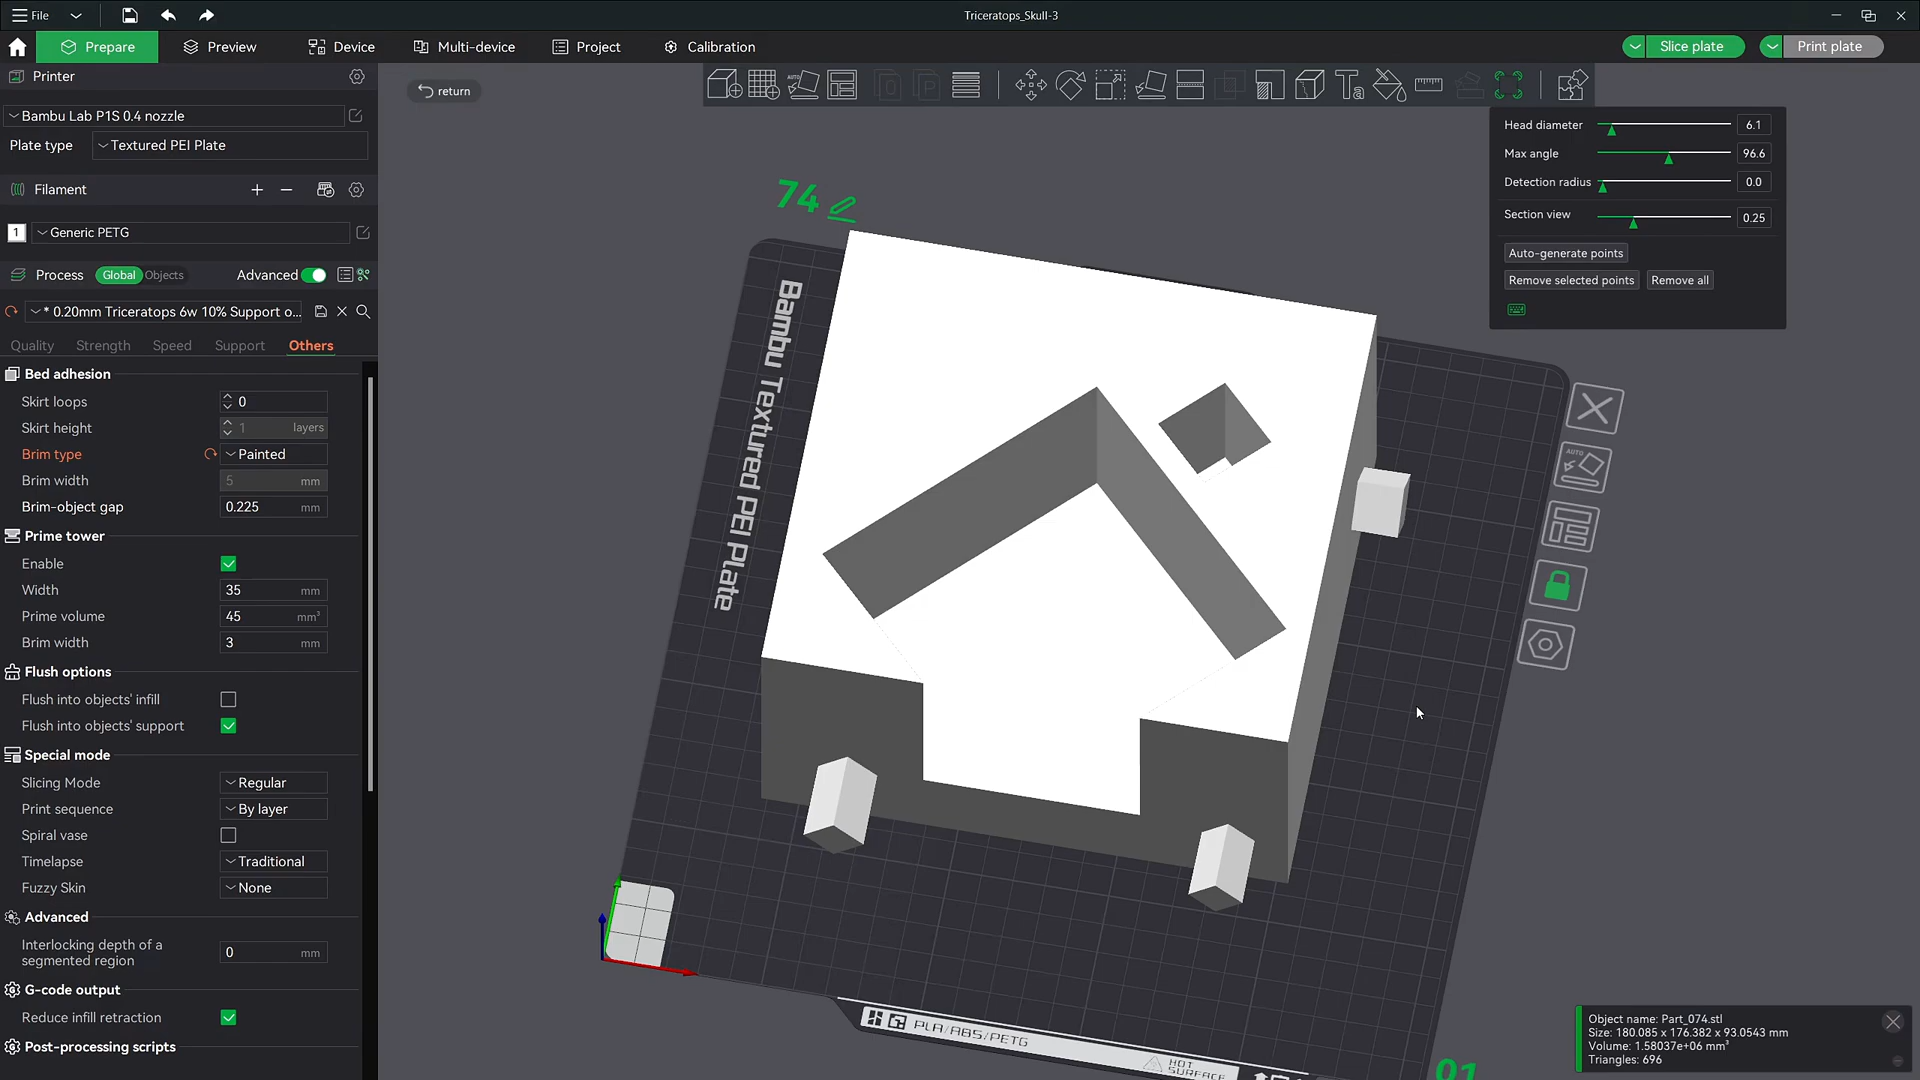 File
Triceratops_Skull-3
Prepare
Preview
Device
Multi-device
Project
Calibration
Slice plate
Print plate
Printer
Bambu Lab P1S 0.4 nozzle
Plate type
Textured PEI Plate
Filament
1
Generic PETG
Process
Global
Objects
Advanced
* 0.20mm Triceratops 6w 10% Support o...
Quality
Strength
Speed
Support
Others
Bed adhesion
Skirt loops
0
Skirt height
1
layers
Brim type
Painted
Brim width
5
mm
Brim-object gap
0.225
mm
Prime tower
Enable
Width
35
mm
Prime volume
45
mm³
Brim width
3
mm
Flush options
Flush into objects' infill
Flush into objects' support
Special mode
Slicing Mode
Regular
Print sequence
By layer
Spiral vase
Timelapse
Traditional
Fuzzy Skin
None
Advanced
Interlocking depth of a
segmented region
0
mm
G-code output
Reduce infill retraction
Post-processing scripts
return
AUTO
Head diameter
6.1
Max angle
96.6
Detection radius
0.0
Section view
0.25
Auto-generate points
Remove selected points
Remove all
74
Bambu Textured PEI Plate
AUTO
PLA/ABS/PETG
HOT
SURFACE
01
Object name: Part_074.stl
Size: 180.085 x 176.382 x 93.0543 mm
Volume: 1.58037e+06 mm³
Triangles: 696